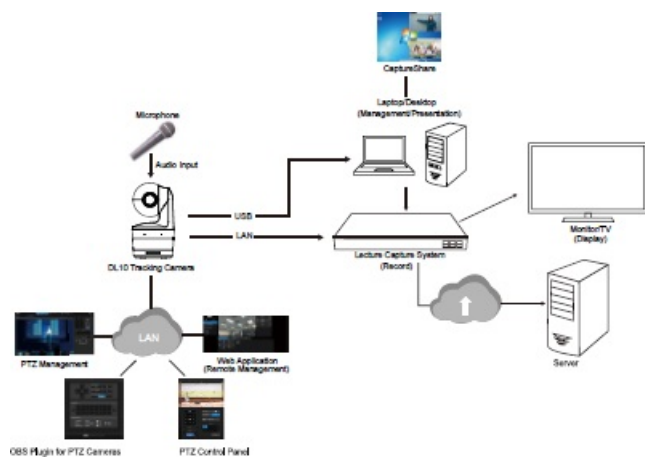 CaptureShare
Laptop/Desktop
(Management/Presentation)
Microphone
Audio Input
USB
LAN
DL10 Tracking Camera
Lecture Capture System
(Record)
Monitor/TV
(Display)
LAN
PTZ Management
Web Application
(Remote Management)
Server
OBS Plugin for PTZ Cameras
PTZ Control Panel